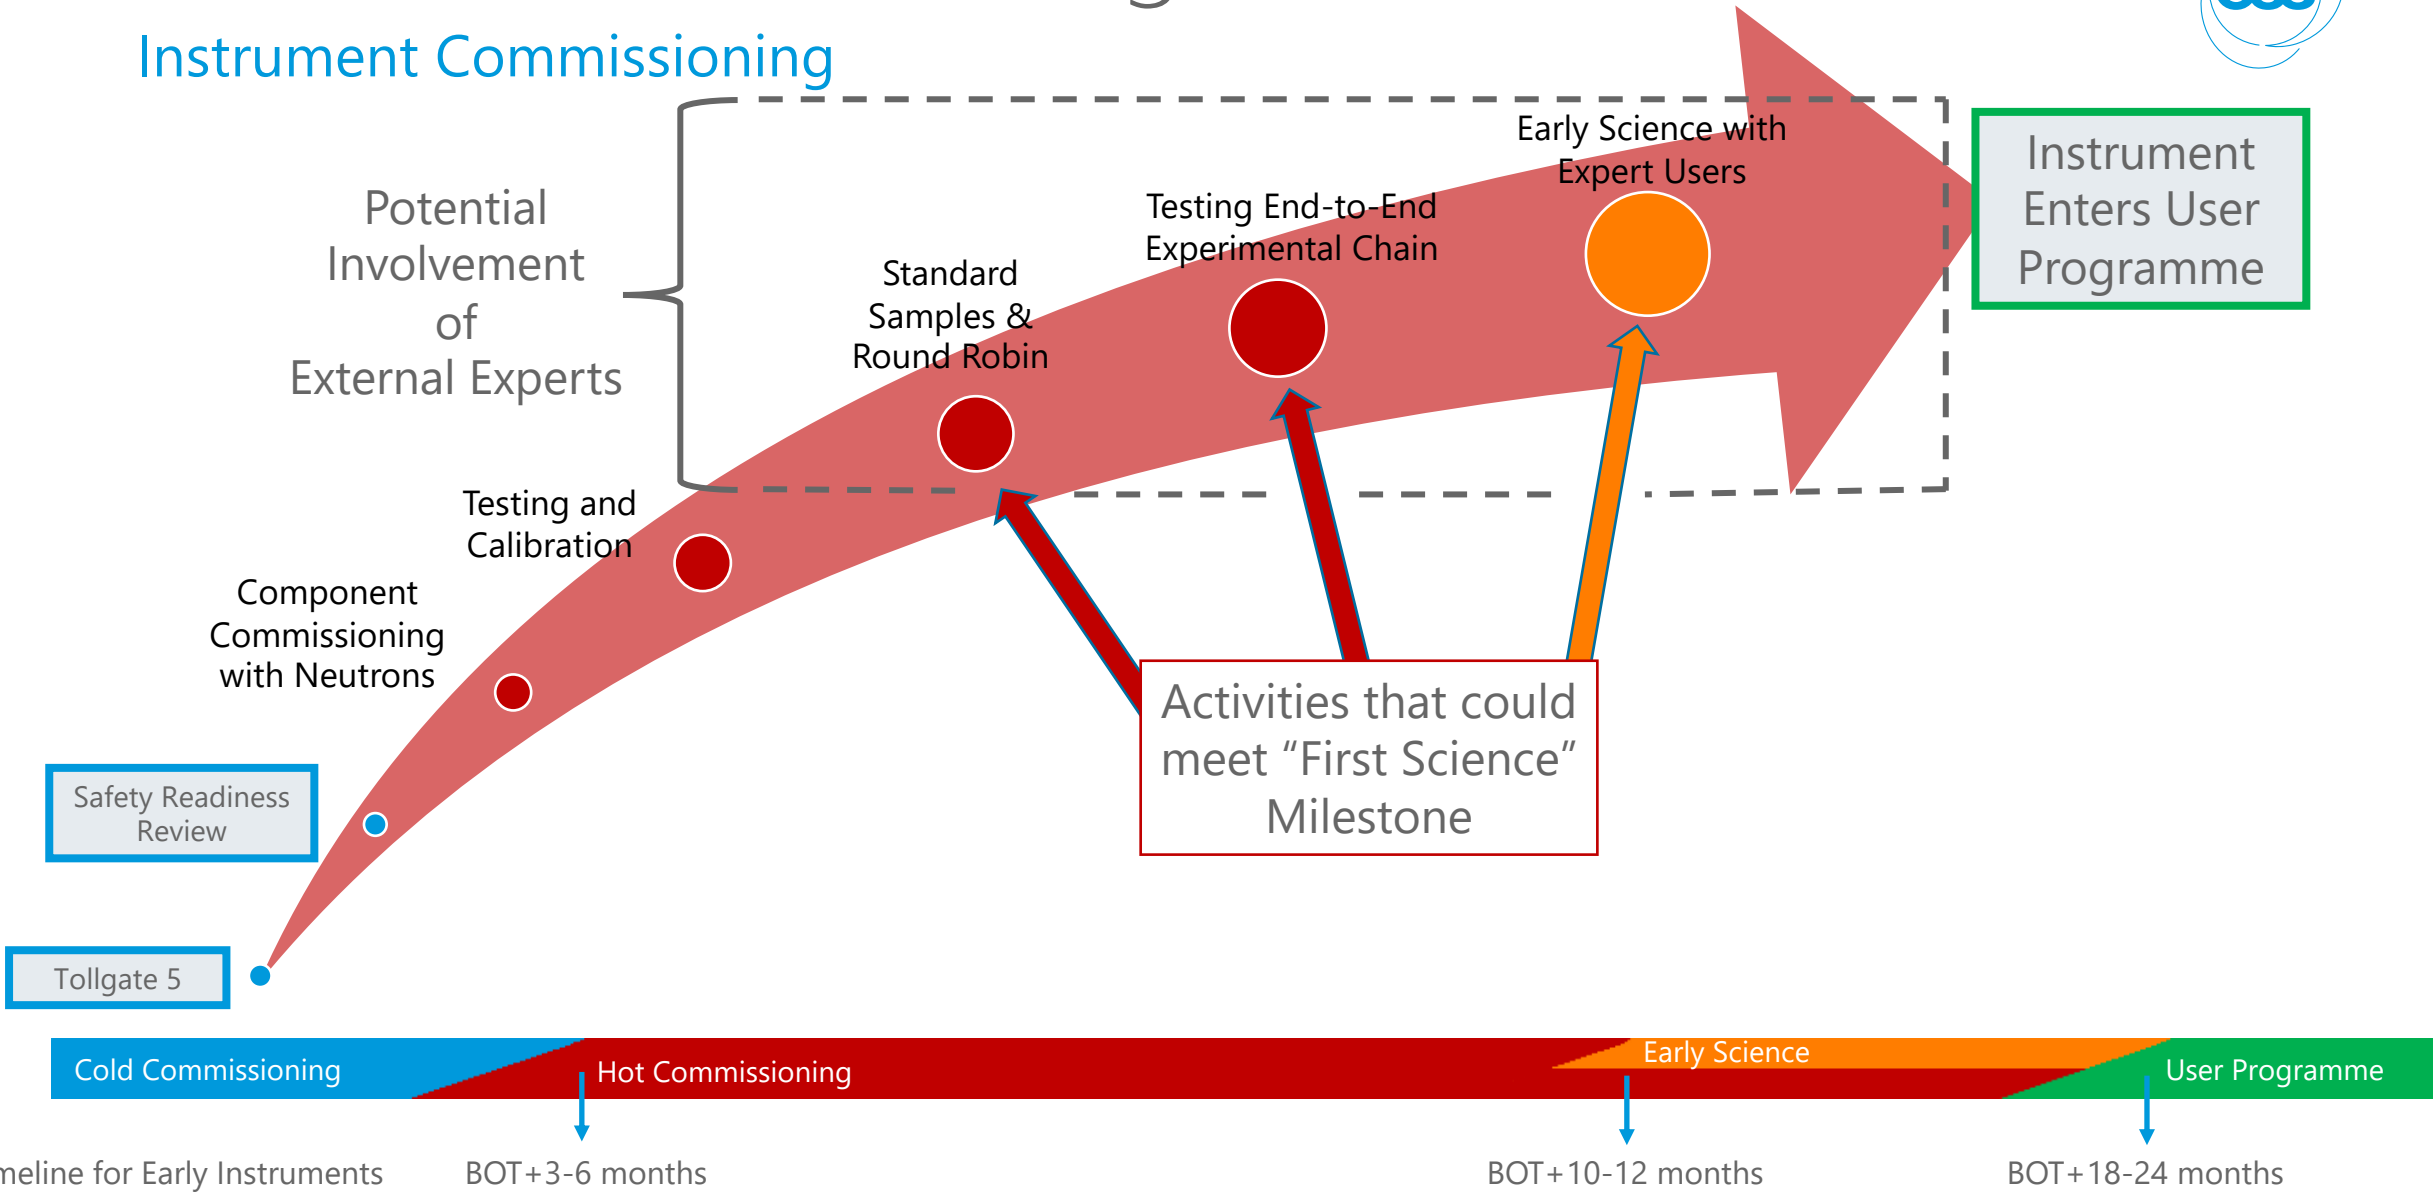 Instrument Commissioning
Potential
Involvement
of
External Experts
Early Science with
Expert Users
Testing End-to-End
Experimental Chain
Standard
Samples &
Round Robin
Testing and
Calibration
Component
Commissioning
with Neutrons
Instrument
Enters User
Programme
Activities that could
meet “First Science”
Milestone
Safety Readiness
Review
Tollgate 5
Cold Commissioning
Hot Commissioning
Early Science
User Programme
meline for Early Instruments
BOT+3-6 months
BOT+10-12 months
BOT+18-24 months